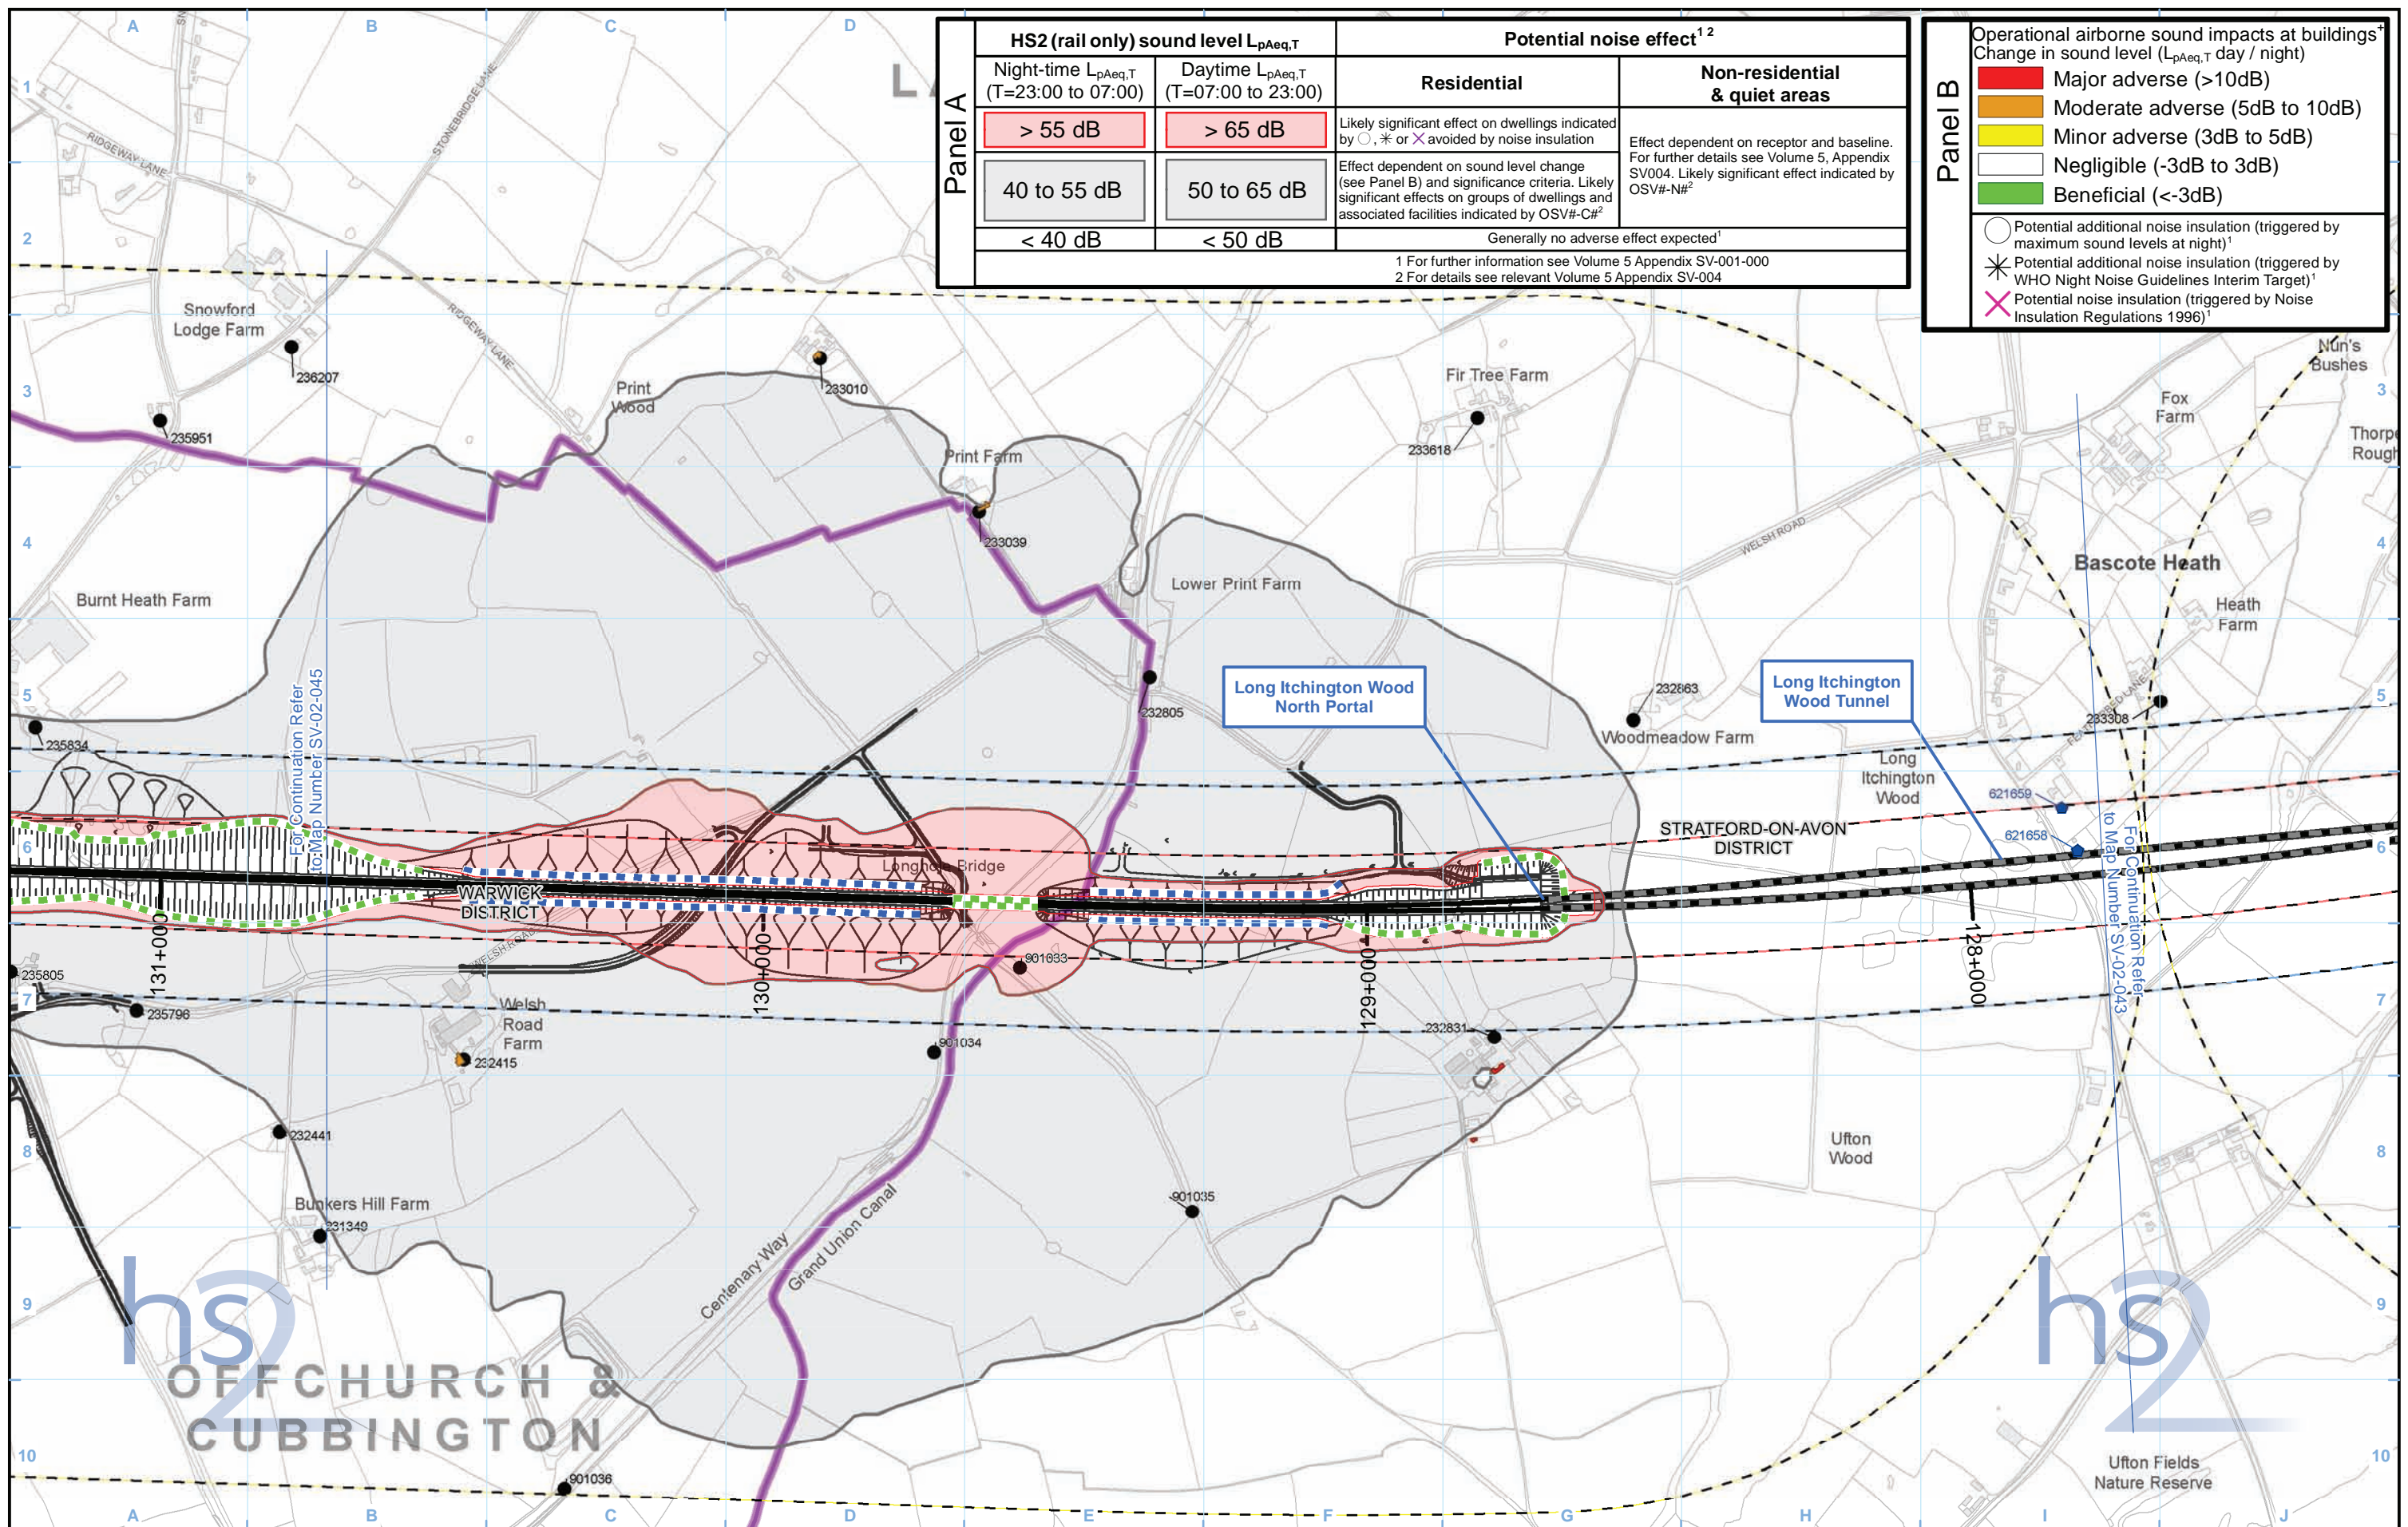 A
B
C
D
Panel A
HS2 (rail only) sound level LpAeq,T
Potential noise effect1 2
Night-time LpAeq,T
(T=23:00 to 07:00)
Daytime LpAeq,T
(T=07:00 to 23:00)
Residential
Non-residential
& quiet areas
> 55 dB
> 65 dB
Likely significant effect on dwellings indicated
by ○, ✳ or ✕ avoided by noise insulation
Effect dependent on receptor and baseline.
For further details see Volume 5, Appendix
SV004. Likely significant effect indicated by
OSV#-N#2
40 to 55 dB
50 to 65 dB
Effect dependent on sound level change
(see Panel B) and significance criteria. Likely
significant effects on groups of dwellings and
associated facilities indicated by OSV#-C#2
< 40 dB
< 50 dB
Generally no adverse effect expected1
1 For further information see Volume 5 Appendix SV-001-000
2 For details see relevant Volume 5 Appendix SV-004
Panel B
Operational airborne sound impacts at buildings+
Change in sound level (LpAeq,T day / night)
Major adverse (>10dB)
Moderate adverse (5dB to 10dB)
Minor adverse (3dB to 5dB)
Negligible (-3dB to 3dB)
Beneficial (<-3dB)
Potential additional noise insulation (triggered by
maximum sound levels at night)1
Potential additional noise insulation (triggered by
WHO Night Noise Guidelines Interim Target)1
Potential noise insulation (triggered by Noise
Insulation Regulations 1996)1
1
RIDGEWAY LANE
STONEBRIDGE LANE
2
Snowford
Lodge Farm
RIDGEWAY LANE
236207
3
235951
Print
Wood
233010
Fir Tree Farm
233618
Nun's
Bushes
Fox
Farm
3
Thorpe
Rough
Print Farm
233039
4
WELSH ROAD
4
Bascote Heath
Burnt Heath Farm
Lower Print Farm
Heath
Farm
5
235834
For Continuation Refer
to Map Number SV-02-045
232805
Long Itchington Wood
North Portal
232863
Woodmeadow Farm
Long Itchington
Wood Tunnel
233308
5
Long
Itchington
Wood
621659
621658
STRATFORD-ON-AVON
DISTRICT
6
Bridge
WARWICK
DISTRICT
6
For Continuation Refer
to Map Number SV-02-043
131+000
WELSH ROAD
130+000
129+000
128+000
235805
7
235796
Welsh
Road
Farm
232415
901033
901034
232831
7
232441
8
Ufton
Wood
8
Bunkers Hill Farm
231349
901035
Centenary Way
Grand Union Canal
9
9
hs2
hs2
OFFCHURCH &
CUBBINGTON
10
901036
Ufton Fields
Nature Reserve
10
A
B
C
D
E
F
G
H
I
J